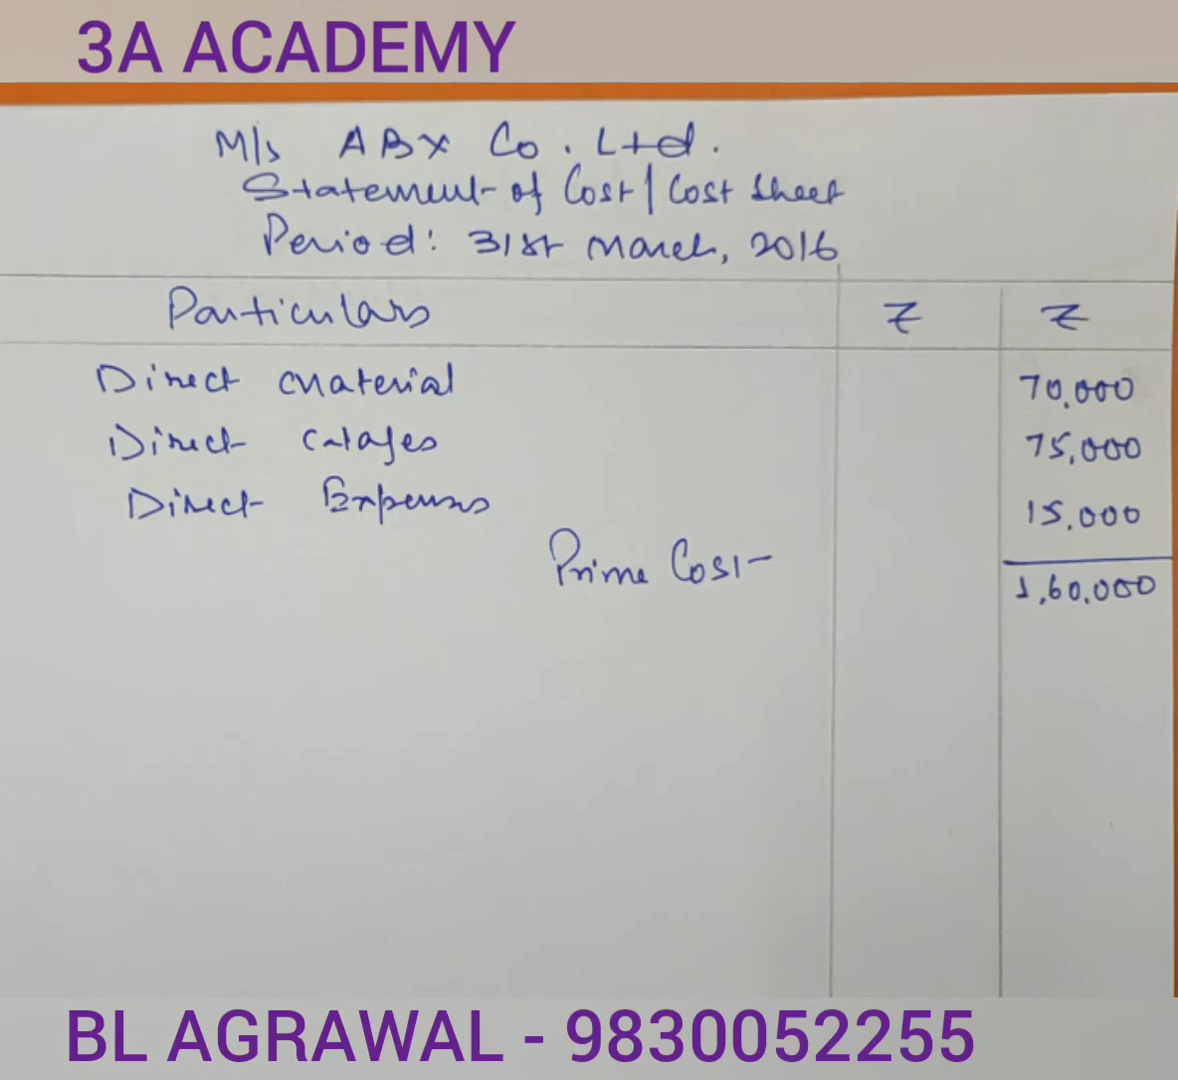 3A ACADEMY
M/s ABX Co. Ltd.
Statement of Cost / Cost Sheet
Period: 31st March, 2016
Particulars ₹ ₹
Direct Material 70,000
Direct Wages 75,000
Direct Expenses 15,000
Prime Cost 1,60,000
BL AGRAWAL - 9830052255